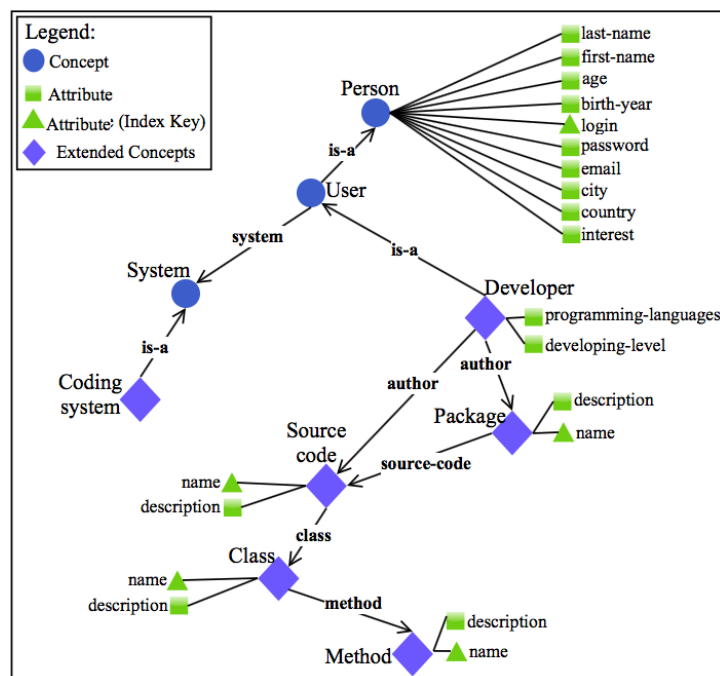 Legend:
Concept
Attribute
Attribute: (Index Key)
Extended Concepts
last-name
first-name
age
birth-year
login
password
email
city
country
interest
Person
is-a
User
system
is-a
System
Developer
programming-languages
developing-level
is-a
author
author
Coding
system
Package
description
name
Source
code
source-code
name
description
class
Class
name
description
method
description
name
Method